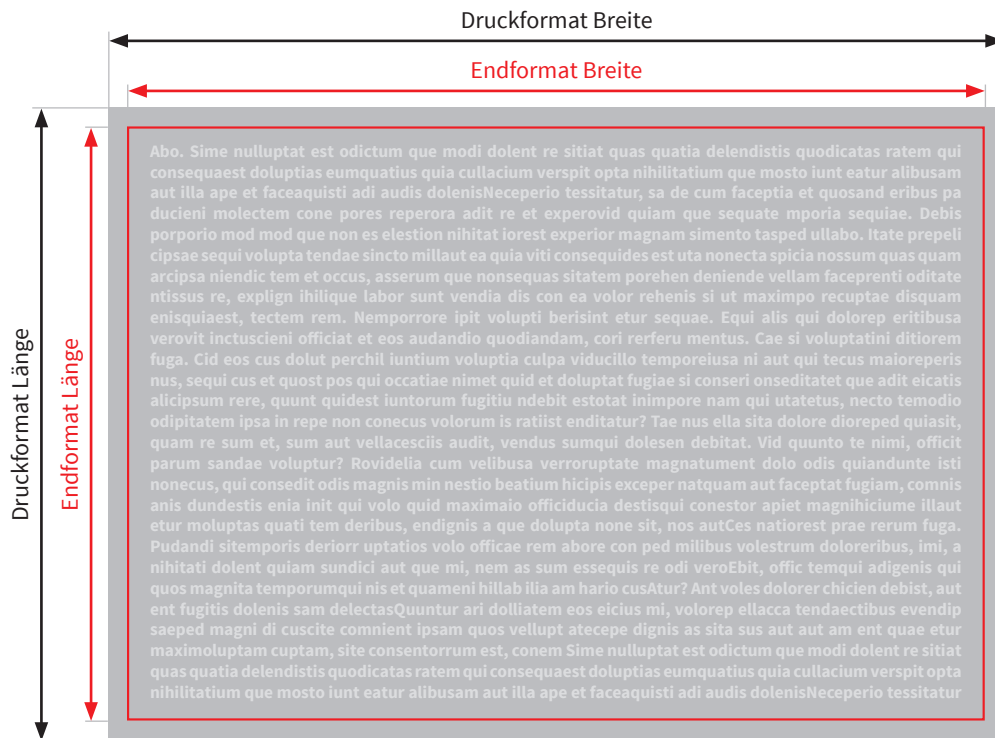 Druckformat Breite
Endformat Breite
Druckformat Länge
Endformat Länge
Abo. Sime nulluptat est odictum que modi dolent re sitiat quas quatia delendistis quodicatas ratem qui
consequaest doluptias eumquatius quia cullacium verspit opta nihilitatium que mosto iunt eatur alibusam
aut illa ape et faceaquisti adi audis dolenisNeceperio tessitatur, sa de cum faceptia et quosand eribus pa
ducieni molectem cone pores reperora adit re et experovid quiam que sequate mporia sequiae. Debis
porporio mod mod que non es elestion nihitat iorest experior magnam simento tasped ullabo. Itate prepeli
cipsae sequi volupta tendae sincto millaut ea quia viti consequides est uta nonecta spicia nossum quas quam
arcipsa niendic tem et occus, asserum que nonsequas sitatem porehen deniende vellam faceprenti oditate
ntissus re, explign ihilique labor sunt vendia dis con ea volor rehenis si ut maximpo recuptae disquam
enisquiaest, tectem rem. Nemporrore ipit volupti berisint etur sequae. Equi alis qui dolorep eritibusa
verovit inctuscieni officiat et eos audandio quodiandam, cori rerferu mentus. Cae si voluptatini ditiorem
fuga. Cid eos cus dolut perchil iuntium volupta culpa viducillo temporeinsa ni aut qui tecus maioreperis
nus, sequi cus et quost pos qui occatiae nimet quid et doluptat fugiae si conseri onseditatet que adit eicatis
alicipsum rere, quunt quidest iuntorum fugitiu ndebit estotat inimpore nam qui utatetus, necto temodio
odipitatem ipsa in repe non conecus volorum ratiist enditatur? Tae nus ella sin dolore dioreped quiasit,
quam re sum et, sum aut vellacesciis audit, vendus sumqui dolesen debitat. Vid quunto te nimi, officit
parum sandae voluptur? Rovidelia cum velibusa verroruptate magnatument dolo odis quiandunte isti
nonecus, qui consedit odis magnis min nestio beatium hicipis exceper natquam aut faceptat fugiam, comnis
anis dundestis enia init qui volo quid maximolo officiducia destisqui constor apiet magnihiciume illaut
etur moluptas quati tem deribus, endignis a que dolupta none sit, nos autCes natiorest prae rerum fuga.
Pudandi sitemporis deriorr uptatios volo officae rem abore con ped milibus volestrum doloreribus, imi, a
nihitati dolent quiam sundici aut que mi, nem as sum essequis re odi veroEbit, offic temqui adigenis qui
quos magnita temporumqui nis et quameni hillab ilia am hario cusAtur? Ant voles dolorer chicien debist, aut
ent fugitis dolenis sam delectasQuuntur ari dolliatem eos eicius mi, volorep ellacca tendaectibus evendip
saeped magni di cuscite comnient ipsam quos vellupt atecepe dignis as sita sus aut aut am ent quae etur
maximoluptam cuptam, site consentorrum est, conem Sime nulluptat est odictum que modi dolent re sitiat
quas quatia delendistis quodicatas ratem qui consequaest doluptias eumquatius quia cullacium verspit opta
nihilitatium que mosto iunt eatur alibusam aut illa ape et faceaquisti adi audis dolenisNeceperio tessitatur